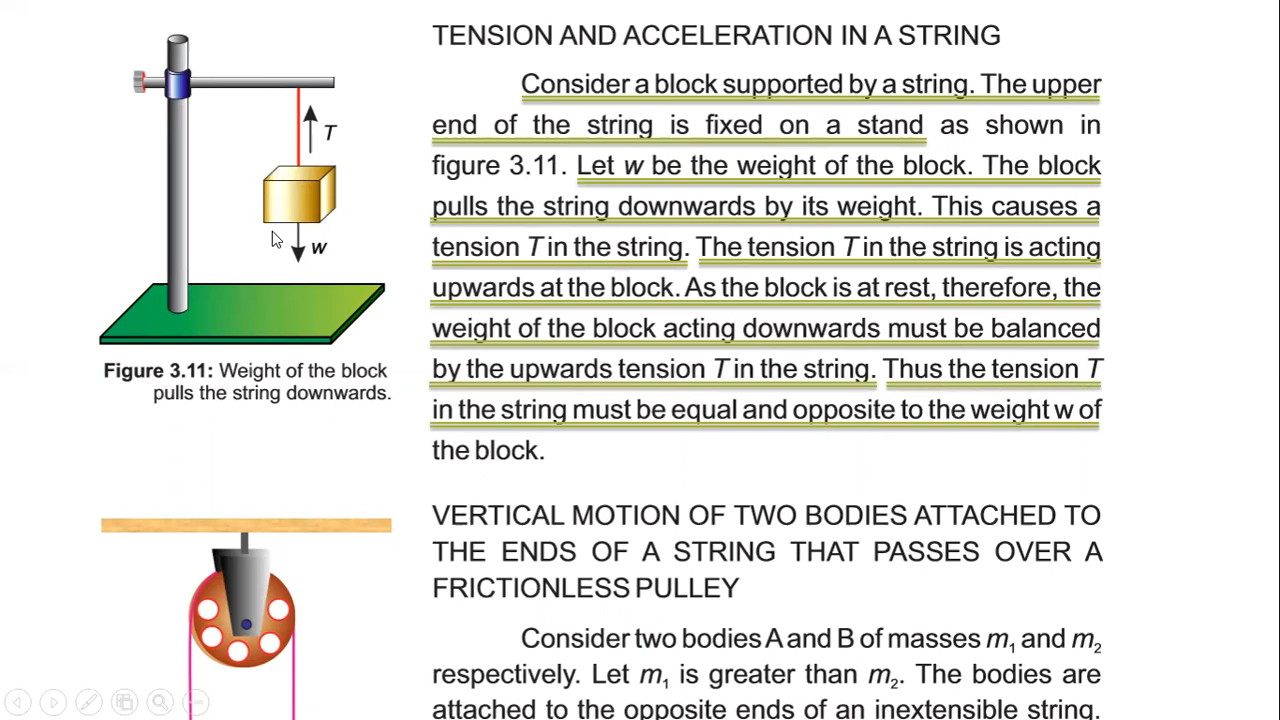 TENSION AND ACCELERATION IN A STRING
Consider a block supported by a string. The upper
end of the string is fixed on a stand as shown in
figure 3.11. Let w be the weight of the block. The block
pulls the string downwards by its weight. This causes a
tension T in the string. The tension T in the string is acting
upwards at the block. As the block is at rest, therefore, the
weight of the block acting downwards must be balanced
by the upwards tension T in the string. Thus the tension T
in the string must be equal and opposite to the weight w of
the block.
T
w
Figure 3.11: Weight of the block
pulls the string downwards.
VERTICAL MOTION OF TWO BODIES ATTACHED TO
THE ENDS OF A STRING THAT PASSES OVER A
FRICTIONLESS PULLEY
Consider two bodies A and B of masses m₁ and m₂
respectively. Let m₁ is greater than m₂. The bodies are
attached to the opposite ends of an inextensible string.